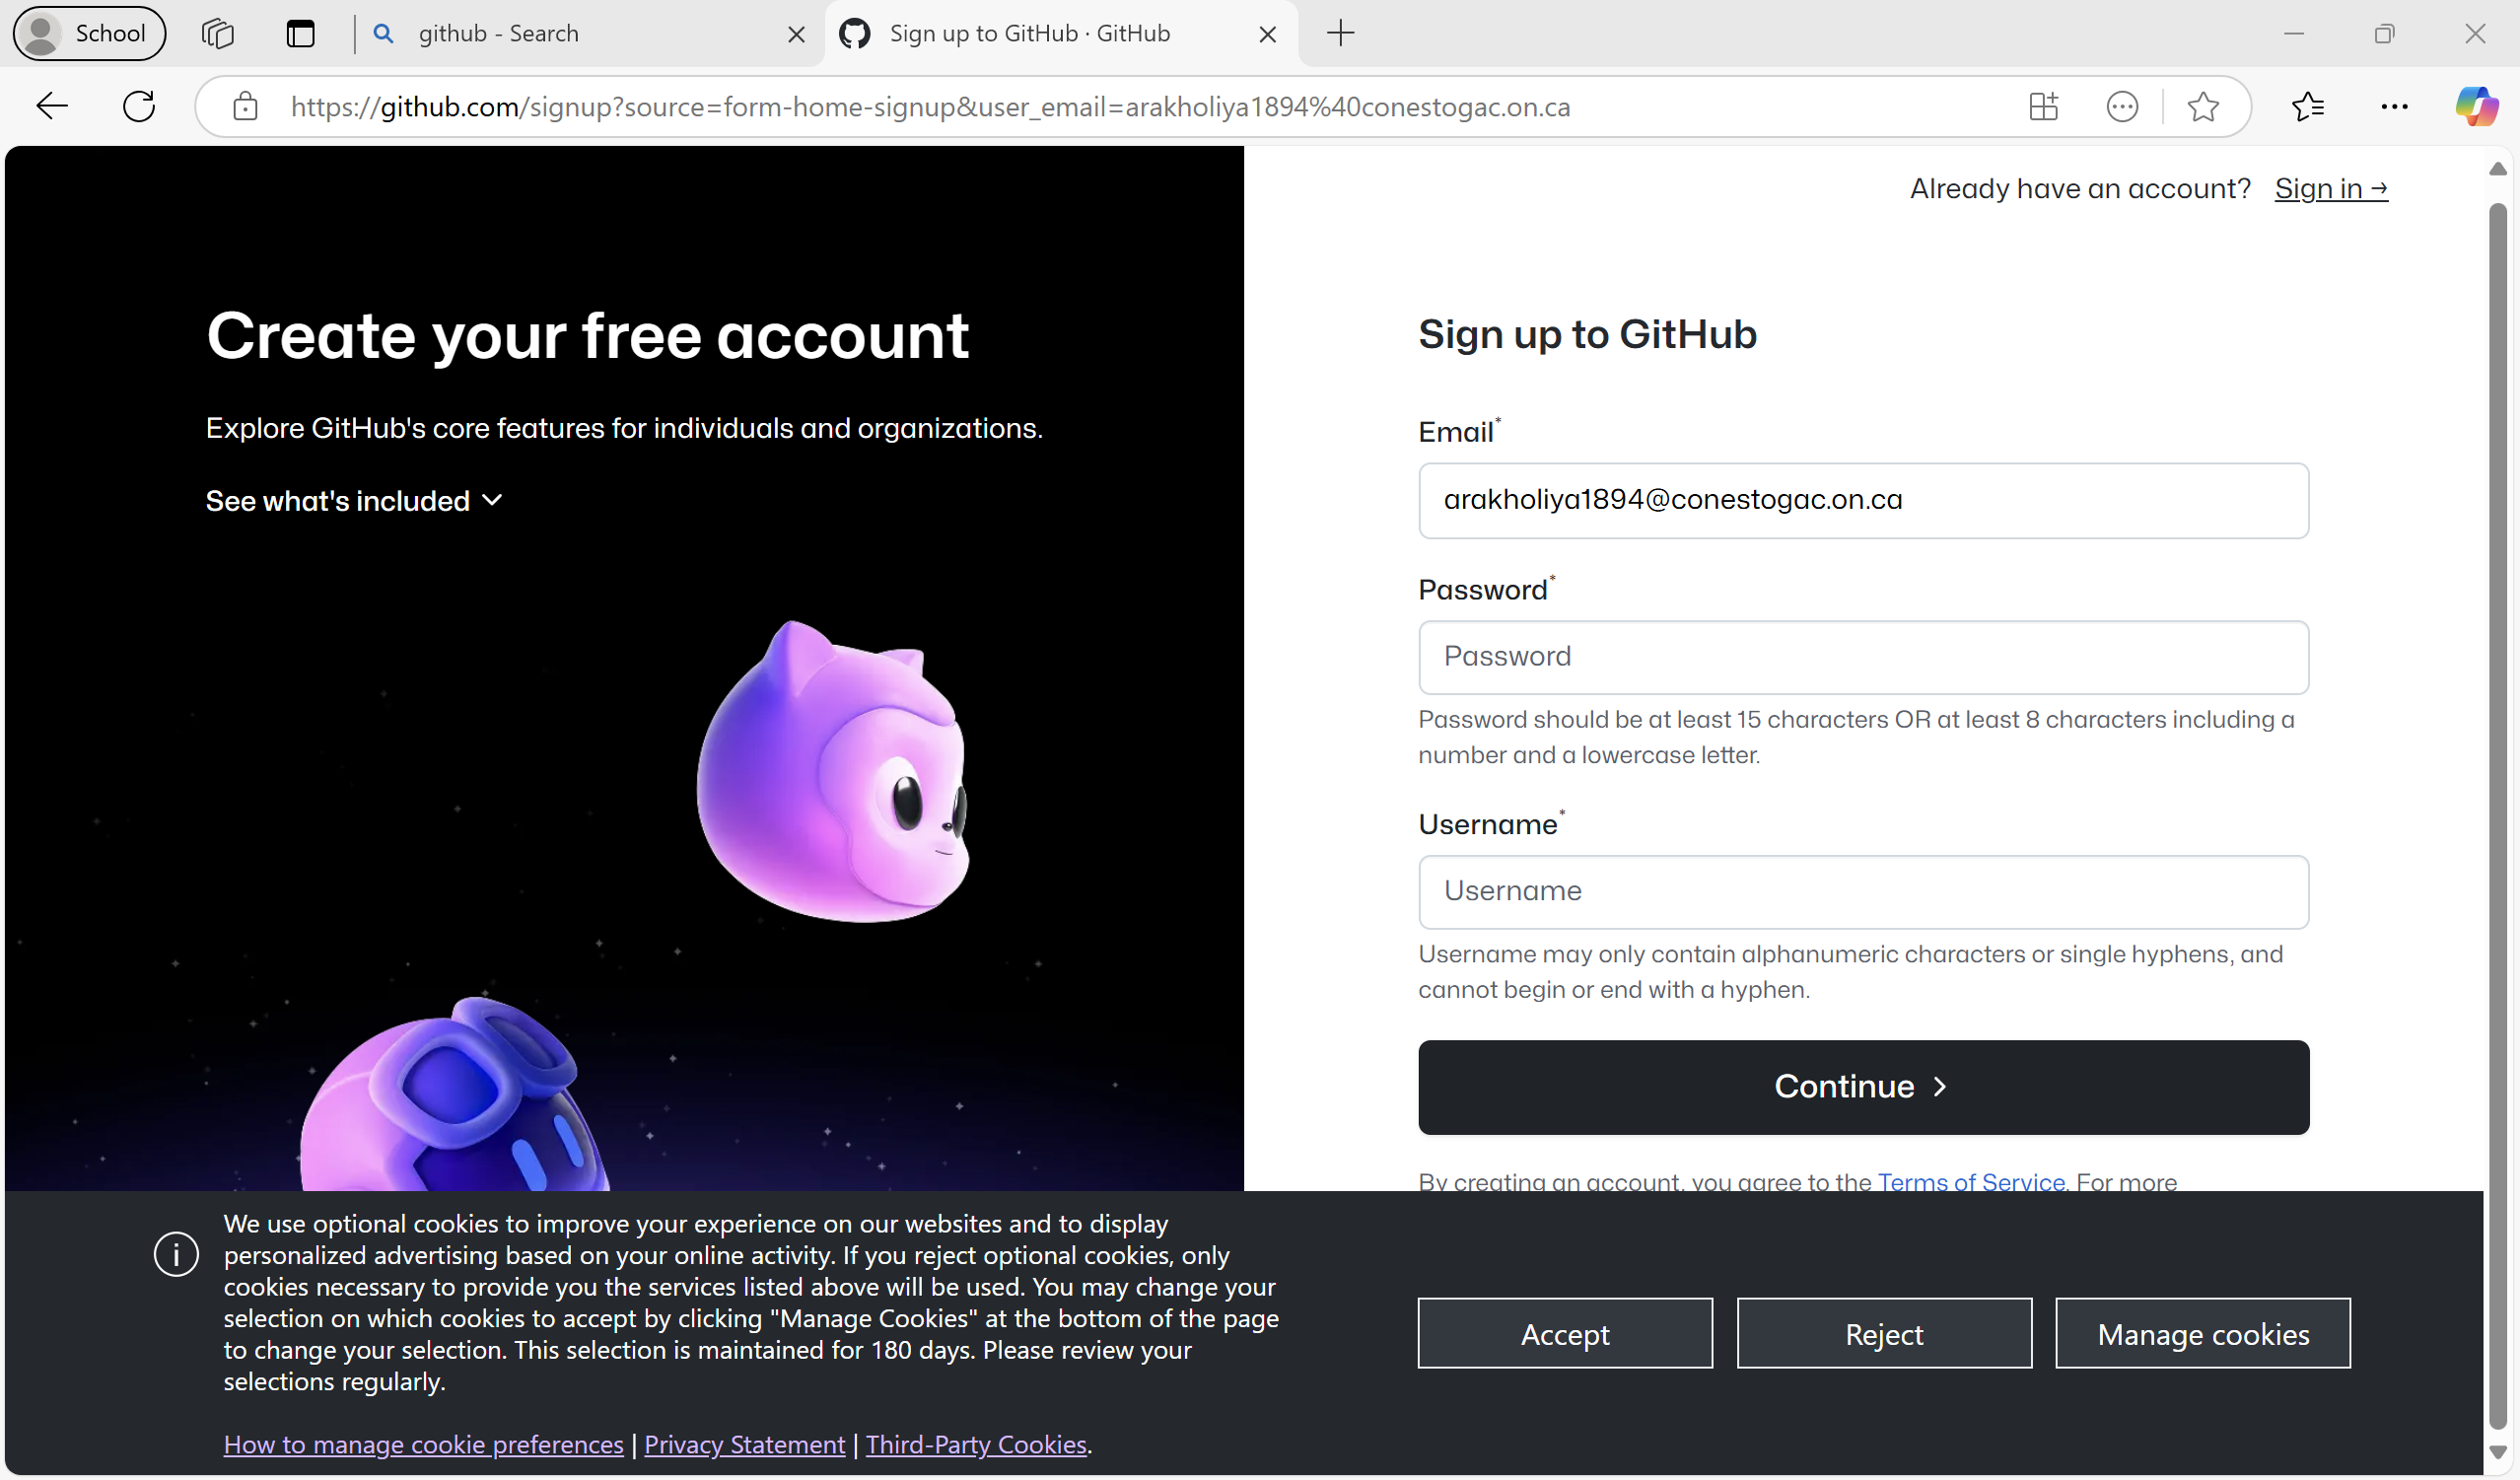 School
github - Search
Sign up to GitHub · GitHub
https://github.com/signup?source=form-home-signup&user_email=arakholiya1894%40conestogac.on.ca
Already have an account? Sign in →
Create your free account
Explore GitHub's core features for individuals and organizations.
See what's included
Sign up to GitHub
Email*
arakholiya1894@conestogac.on.ca
Password*
Password
Password should be at least 15 characters OR at least 8 characters including a
number and a lowercase letter.
Username*
Username
Username may only contain alphanumeric characters or single hyphens, and
cannot begin or end with a hyphen.
Continue
By creating an account, you agree to the Terms of Service. For more
We use optional cookies to improve your experience on our websites and to display
personalized advertising based on your online activity. If you reject optional cookies, only
cookies necessary to provide you the services listed above will be used. You may change your
selection on which cookies to accept by clicking "Manage Cookies" at the bottom of the page
to change your selection. This selection is maintained for 180 days. Please review your
selections regularly.
How to manage cookie preferences | Privacy Statement | Third-Party Cookies.
Accept
Reject
Manage cookies